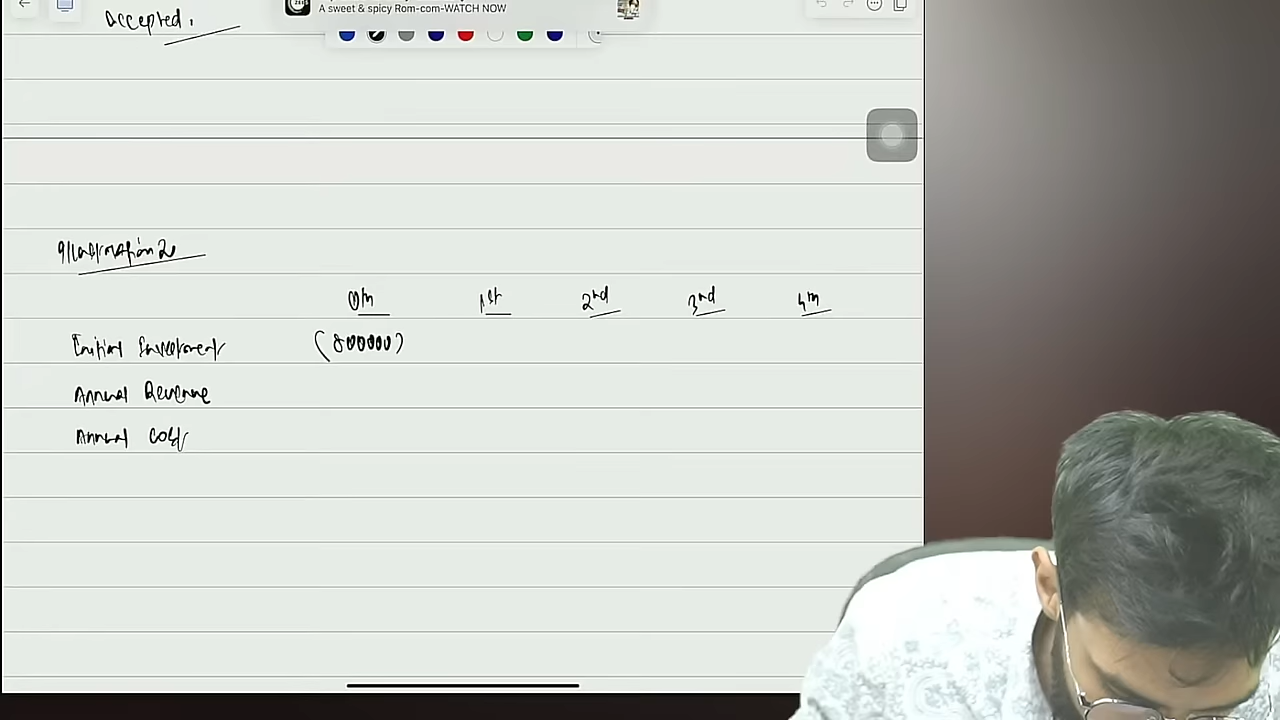 A sweet & spicy Rom-com-WATCH NOW
Accepted.
Illustration 2
0th 1st 2nd 3rd 4th
Initial Investment (800000)
Annual Revenue
Annual Cost